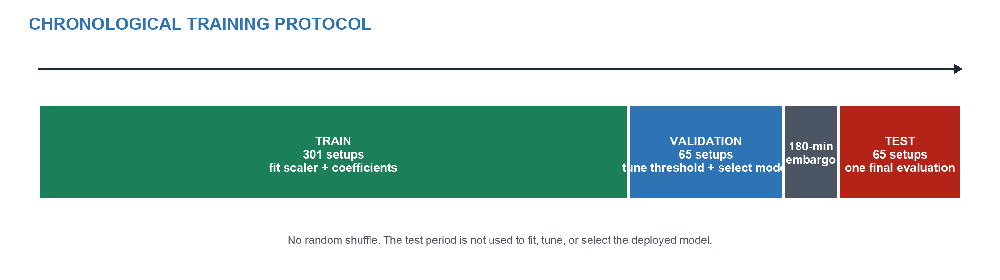 CHRONOLOGICAL TRAINING PROTOCOL
TRAIN
301 setups
fit scaler + coefficients
VALIDATION
65 setups
tune threshold + select mode
180-min
embargo
TEST
65 setups
one final evaluation
No random shuffle. The test period is not used to fit, tune, or select the deployed model.